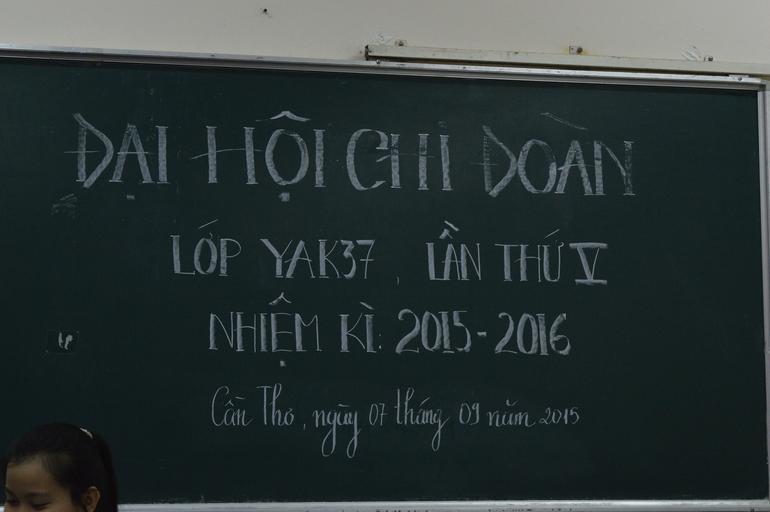 ĐẠI HỘI CHI ĐOÀN
LỚP YAK37, LẦN THỨ V
NHIỆM KÌ: 2015-2016
Cần Thơ, ngày 07 tháng 09 năm 2015